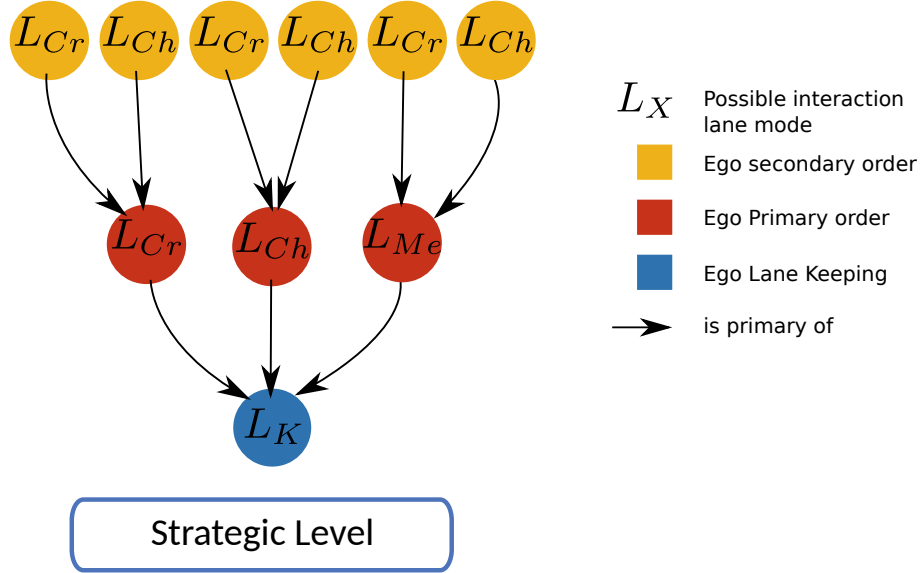 L_Cr L_Ch L_Cr L_Ch L_Cr L_Ch
L_Cr L_Ch L_Me
L_K
Strategic Level
L_X Possible interaction
lane mode
Ego secondary order
Ego Primary order
Ego Lane Keeping
is primary of